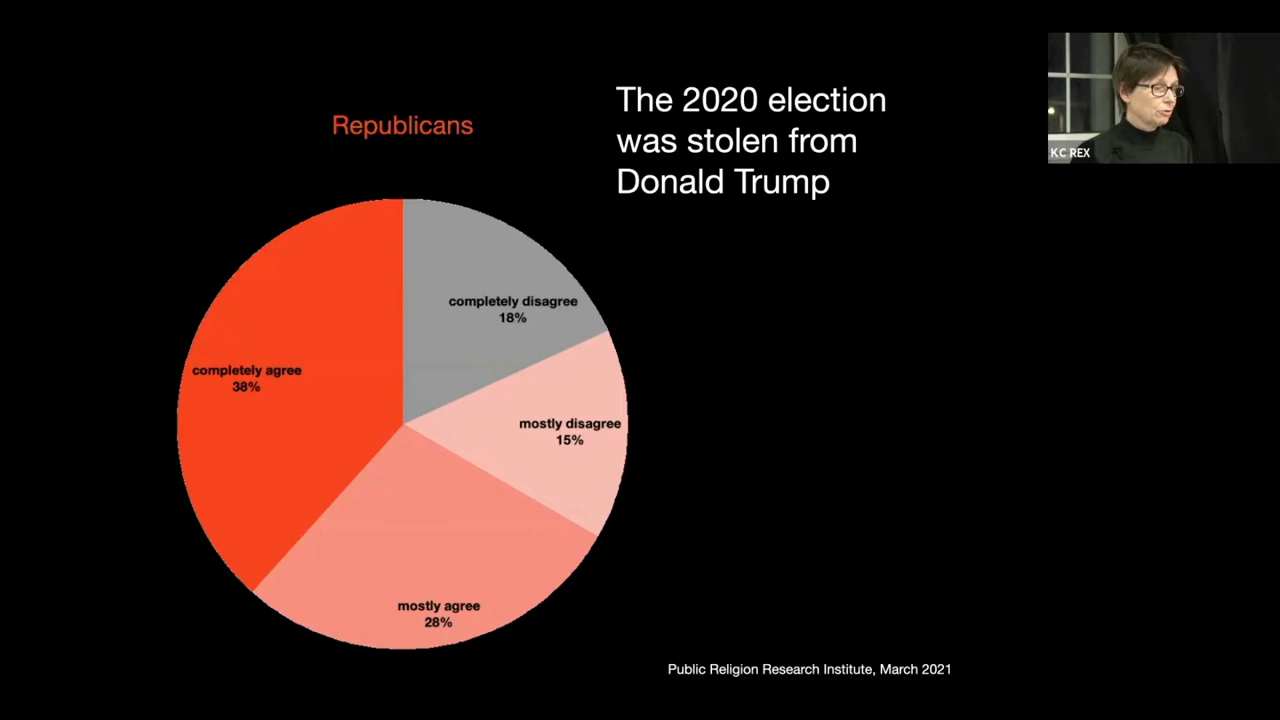 Republicans
The 2020 election
was stolen from
Donald Trump
KC REX
completely disagree
18%
completely agree
38%
mostly disagree
15%
mostly agree
28%
Public Religion Research Institute, March 2021